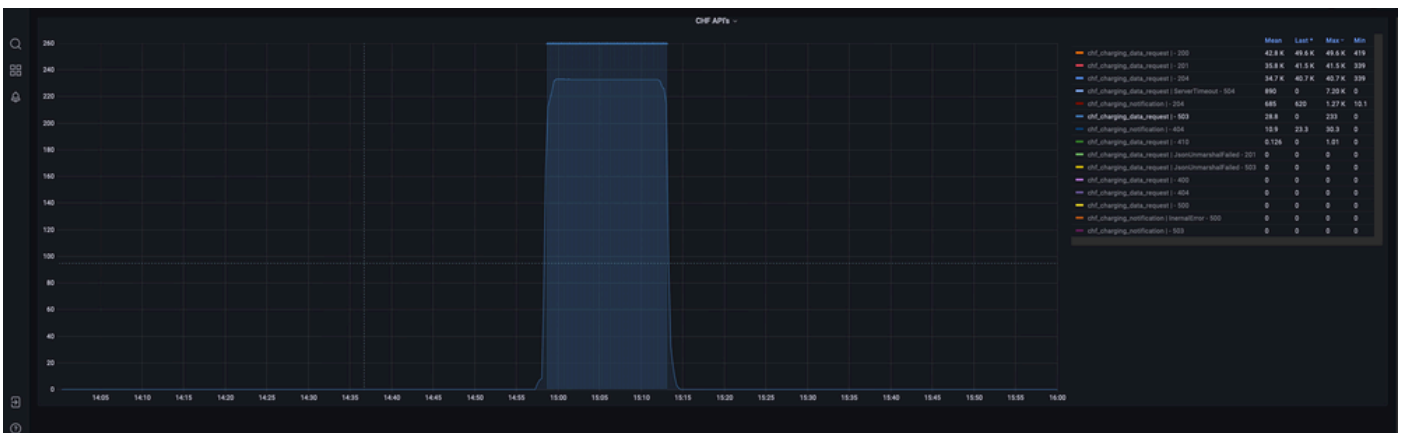 CHF API's
260
240
220
200
180
160
140
120
100
80
60
40
20
0
14:05 14:10 14:15 14:20 14:25 14:30 14:35 14:40 14:45 14:50 14:55 15:00 15:05 15:10 15:15 15:20 15:25 15:30 15:35 15:40 15:45 15:50 15:55 16:00
Mean Last* Max Min
chf_charging_data_request | - 200 42.8 K 49.6 K 49.6 K 419
chf_charging_data_request | - 201 35.8 K 41.5 K 41.5 K 339
chf_charging_data_request | - 204 34.7 K 40.7 K 40.7 K 339
chf_charging_data_request | ServerTimeout - 504 890 0 7.20 K 0
chf_charging_notification | - 204 685 620 1.27 K 10.1
chf_charging_data_request | - 503 28.8 0 233 0
chf_charging_notification | - 404 10.9 23.3 30.3 0
chf_charging_data_request | - 410 0.126 0 1.01 0
chf_charging_data_request | JsonUnmarshalFailed - 201 0 0 0 0
chf_charging_data_request | JsonUnmarshalFailed - 503 0 0 0 0
chf_charging_data_request | - 400 0 0 0 0
chf_charging_data_request | - 404 0 0 0 0
chf_charging_data_request | - 500 0 0 0 0
chf_charging_notification | InernalError - 500 0 0 0 0
chf_charging_notification | - 503 0 0 0 0